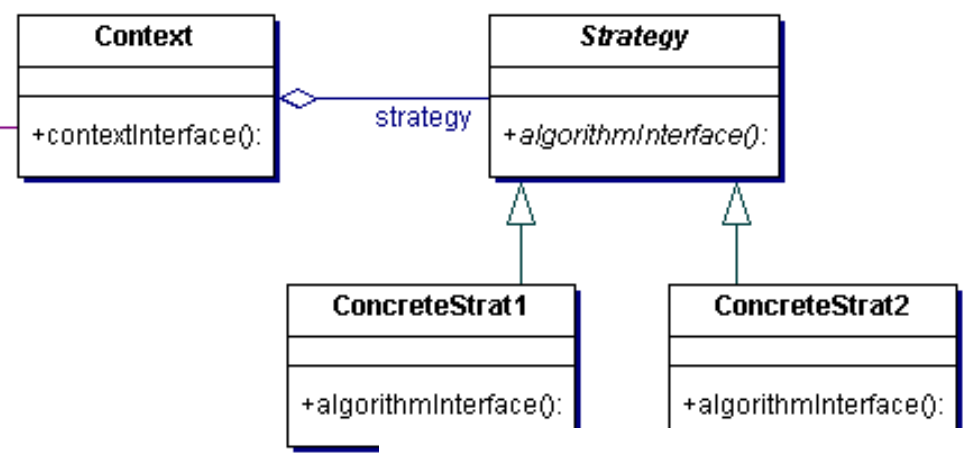 Context
+contextInterface():
strategy
Strategy
+algorithmInterface():
ConcreteStrat1
+algorithmInterface():
ConcreteStrat2
+algorithmInterface():